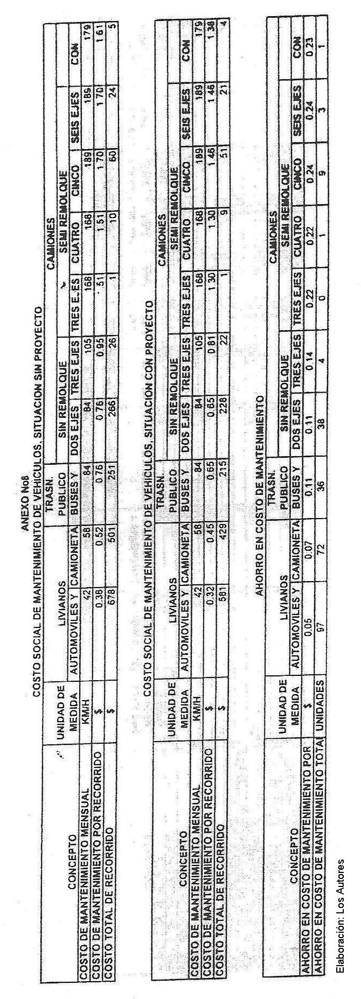 ANEXO No8
COSTO SOCIAL DE MANTENIMIENTO DE VEHICULOS, SITUACION SIN PROYECTO
CONCEPTO UNIDAD DE MEDIDA LIVIANOS TRASN. PUBLICO CAMIONES
SIN REMOLQUE SEMI REMOLQUE
AUTOMOVILES Y CAMIONETA BUSES Y DOS EJES TRES EJES TRES EJES CUATRO CINCO SEIS EJES CON
COSTO DE MANTENIMIENTO MENSUAL KM/H 42 58 84 84 105 168 168 189 189 179
COSTO DE MANTENIMIENTO POR RECORRIDO $ 0.38 0.52 0.76 0.76 0.95 .51 1.51 1.70 1.70 1.61
COSTO TOTAL DE RECORRIDO $ 678 501 251 266 26 1 10 60 24 5
COSTO SOCIAL DE MANTENIMIENTO DE VEHICULOS, SITUACION CON PROYECTO
CONCEPTO UNIDAD DE MEDIDA LIVIANOS TRASN. PUBLICO CAMIONES
SIN REMOLQUE SEMI REMOLQUE
AUTOMOVILES Y CAMIONETA BUSES Y DOS EJES TRES EJES TRES EJES CUATRO CINCO SEIS EJES CON
COSTO DE MANTENIMIENTO MENSUAL KM/H 42 58 84 84 105 168 168 189 189 179
COSTO DE MANTENIMIENTO POR RECORRIDO $ 0.32 0.45 0.65 0.65 0.81 1.30 1.30 1.46 1.46 1.38
COSTO TOTAL DE RECORRIDO $ 581 429 215 228 22 1 9 51 21 4
AHORRO EN COSTO DE MANTENIMIENTO
CONCEPTO UNIDAD DE MEDIDA LIVIANOS TRASN. PUBLICO CAMIONES
SIN REMOLQUE SEMI REMOLQUE
AUTOMOVILES Y CAMIONETA BUSES Y DOS EJES TRES EJES TRES EJES CUATRO CINCO SEIS EJES CON
AHORRO EN COSTO DE MANTENIMIENTO POR $ 0.05 0.07 0.11 0.11 0.14 0.22 0.22 0.24 0.24 0.23
AHORRO EN COSTO DE MANTENIMIENTO TOTAL UNIDADES 97 72 36 38 4 0 1 9 3 1
Elaboración: Los Autores